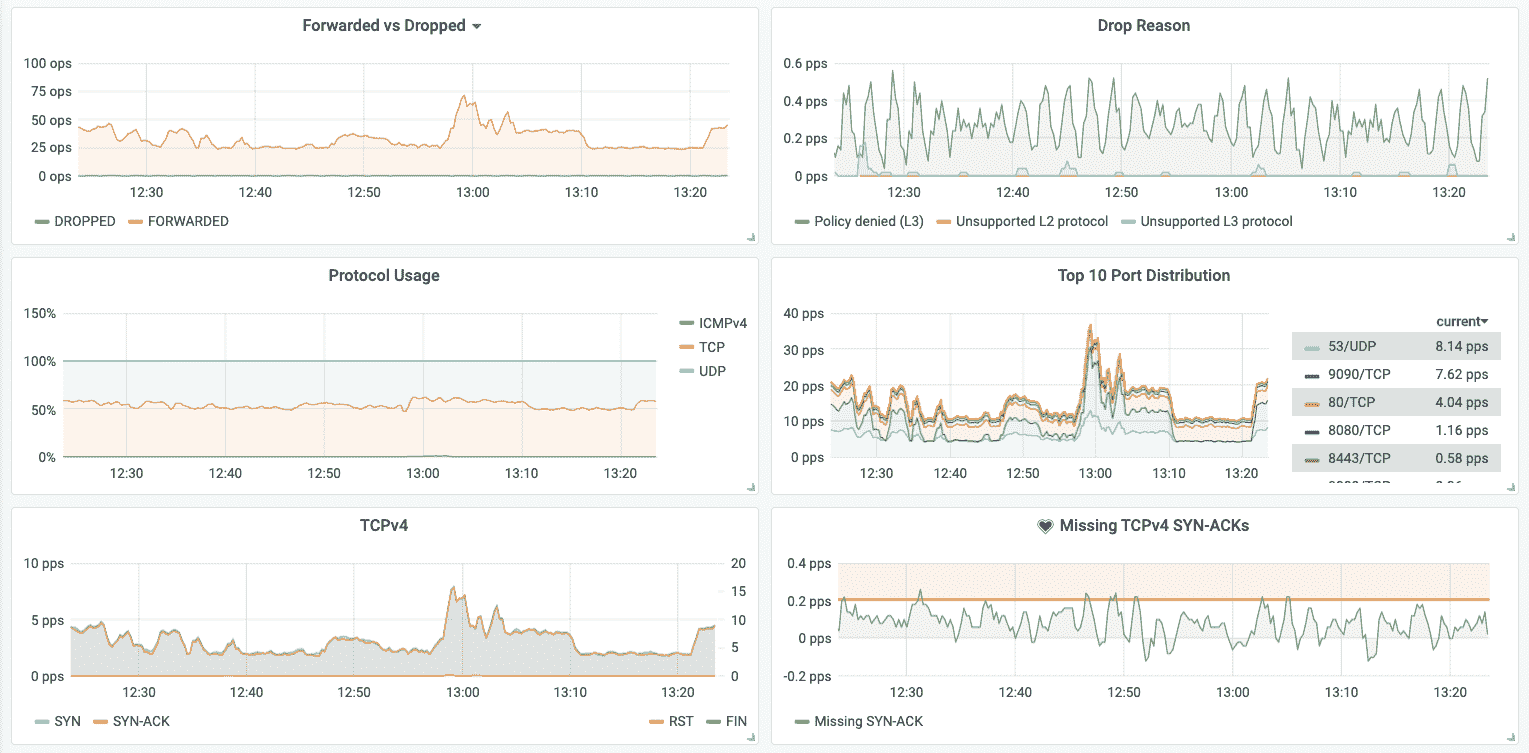 Forwarded vs Dropped
100 ops
75 ops
50 ops
25 ops
0 ops
12:30 12:40 12:50 13:00 13:10 13:20
DROPPED FORWARDED
Drop Reason
0.6 pps
0.4 pps
0.2 pps
0 pps
12:30 12:40 12:50 13:00 13:10 13:20
Policy denied (L3) Unsupported L2 protocol Unsupported L3 protocol
Protocol Usage
150%
100%
50%
0%
12:30 12:40 12:50 13:00 13:10 13:20
ICMPv4
TCP
UDP
Top 10 Port Distribution
40 pps
30 pps
20 pps
10 pps
0 pps
12:30 12:40 12:50 13:00 13:10 13:20
current
53/UDP 8.14 pps
9090/TCP 7.62 pps
80/TCP 4.04 pps
8080/TCP 1.16 pps
8443/TCP 0.58 pps
TCPv4
10 pps
5 pps
0 pps
20
15
10
5
0
12:30 12:40 12:50 13:00 13:10 13:20
SYN SYN-ACK RST FIN
Missing TCPv4 SYN-ACKs
0.4 pps
0.2 pps
0 pps
-0.2 pps
12:30 12:40 12:50 13:00 13:10 13:20
Missing SYN-ACK